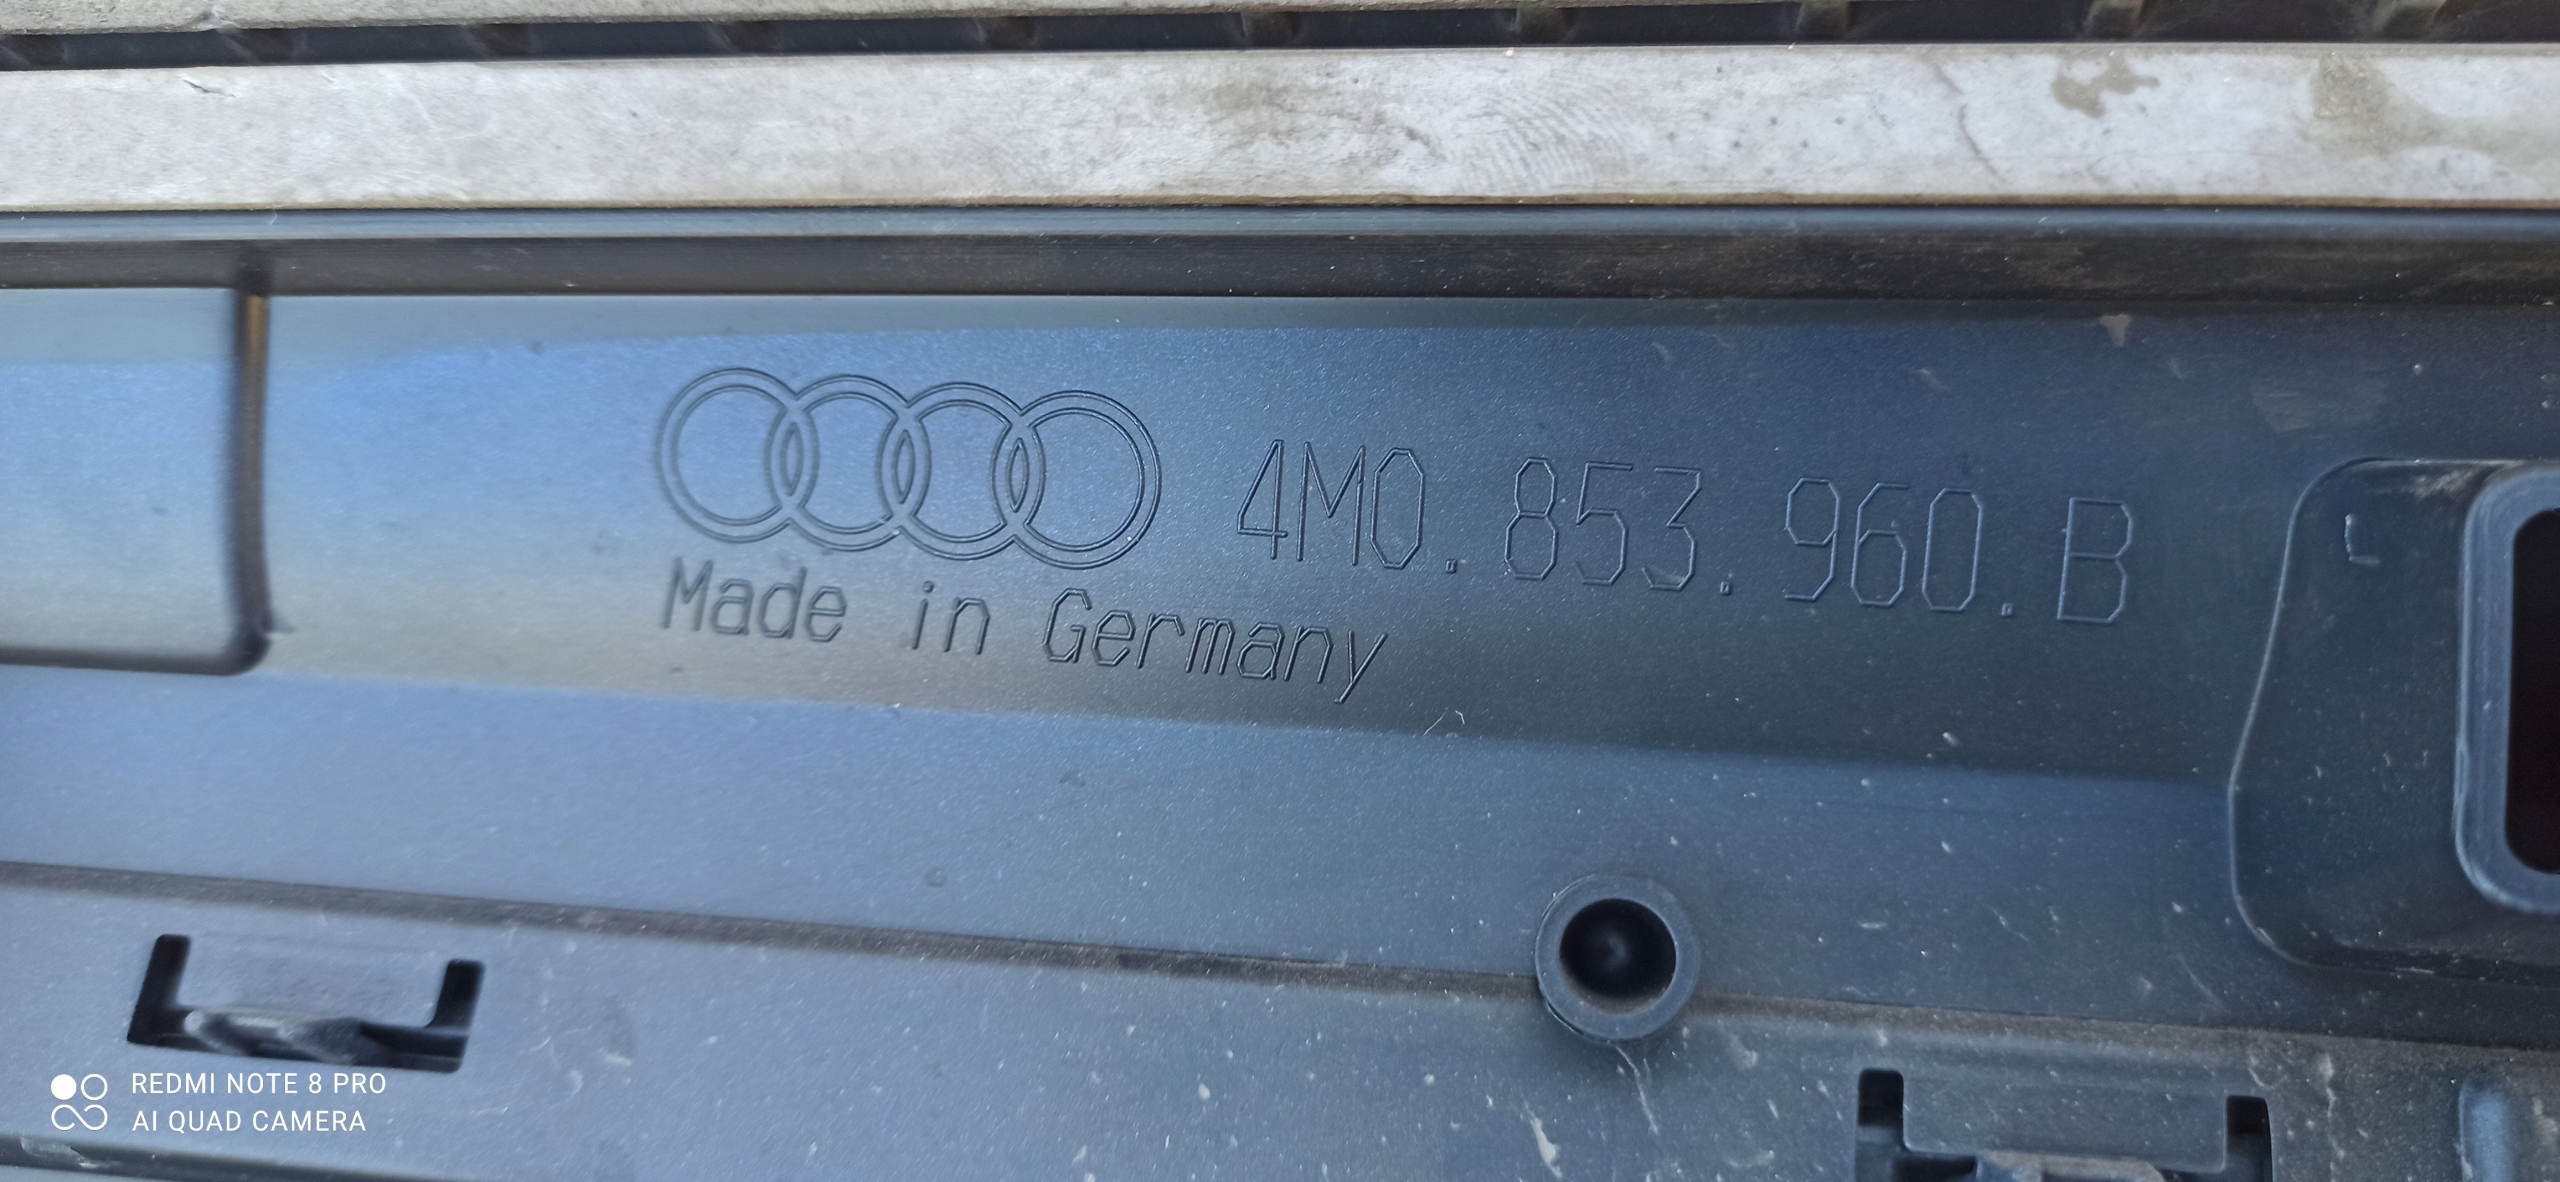 4M0.853.960.B
Made in Germany
REDMI NOTE 8 PRO
AI QUAD CAMERA